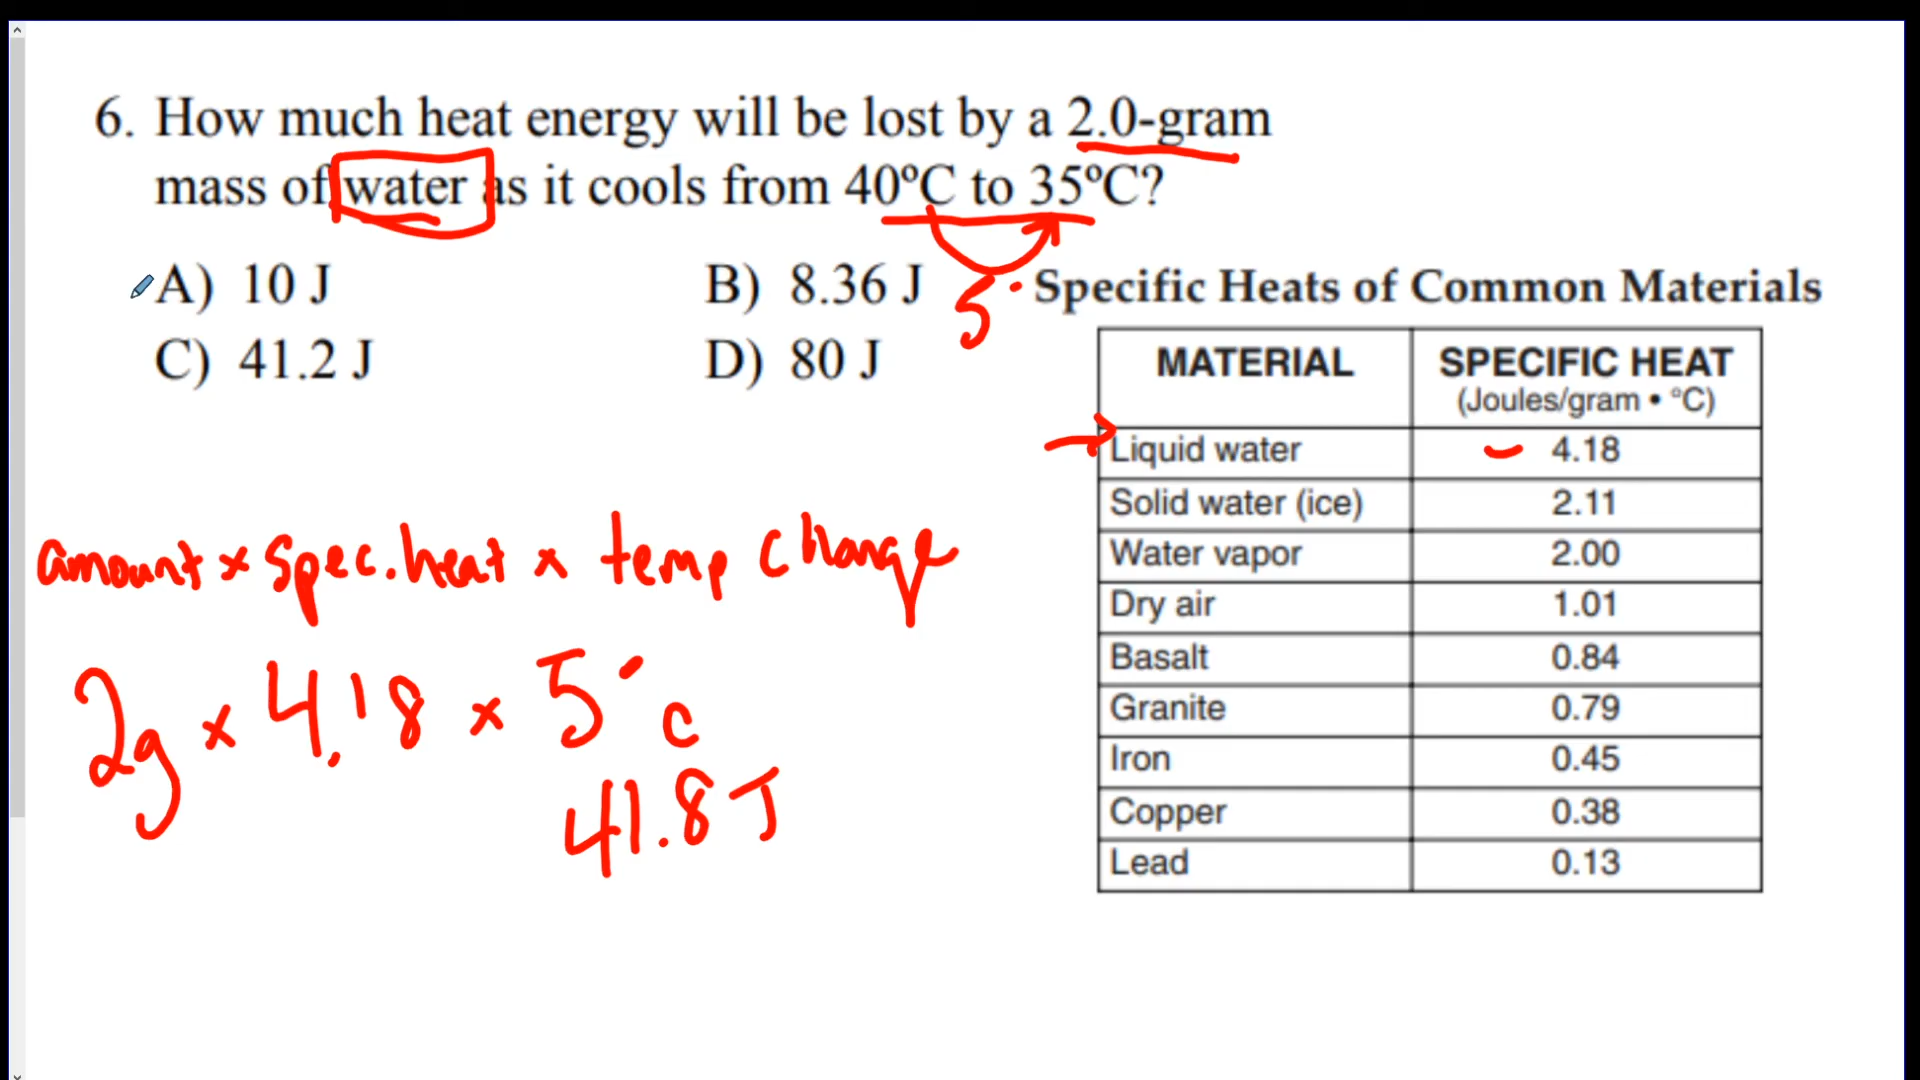 6. How much heat energy will be lost by a 2.0-gram
mass of water as it cools from 40ºC to 35ºC?
A) 10 J
B) 8.36 J
C) 41.2 J
D) 80 J
5°
Specific Heats of Common Materials
MATERIAL
SPECIFIC HEAT
(Joules/gram • °C)
Liquid water 4.18
Solid water (ice) 2.11
Water vapor 2.00
Dry air 1.01
Basalt 0.84
Granite 0.79
Iron 0.45
Copper 0.38
Lead 0.13
amount x spec. heat x temp change
2g x 4.18 x 5° c
41.8 J